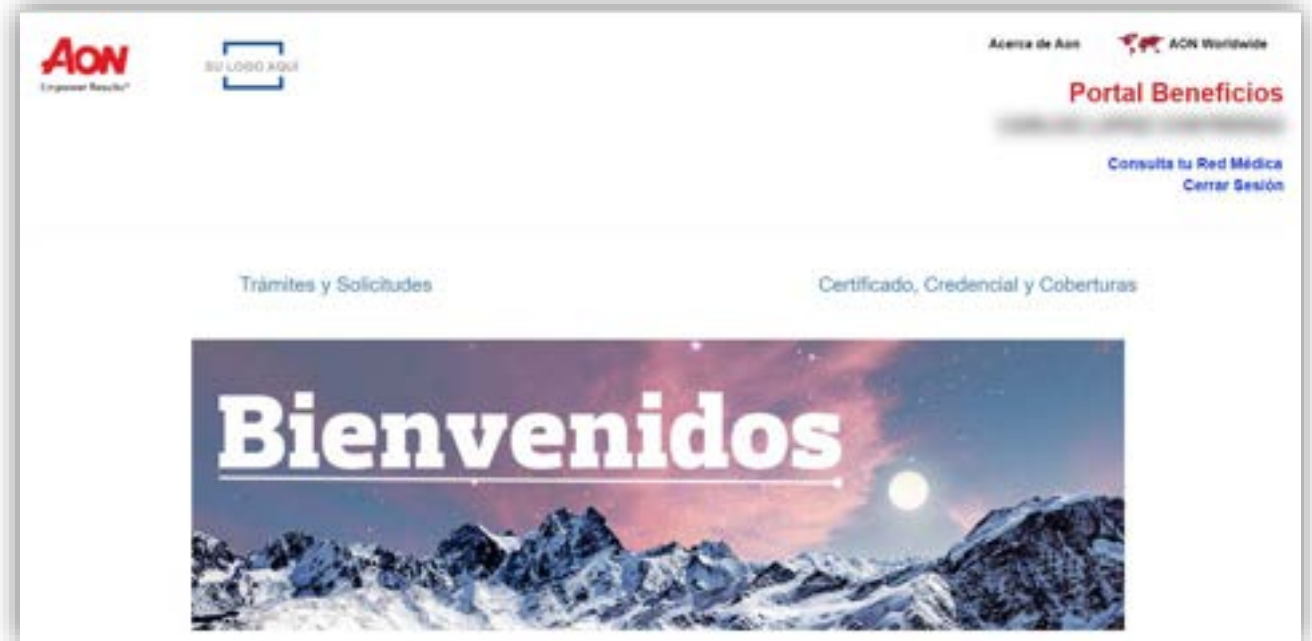 AON
Empower Results®
SU LOGO AQUÍ
Acerca de Aon
AON Worldwide
Portal Beneficios
Consulta tu Red Médica
Cerrar Sesión
Trámites y Solicitudes
Certificado, Credencial y Coberturas
Bienvenidos